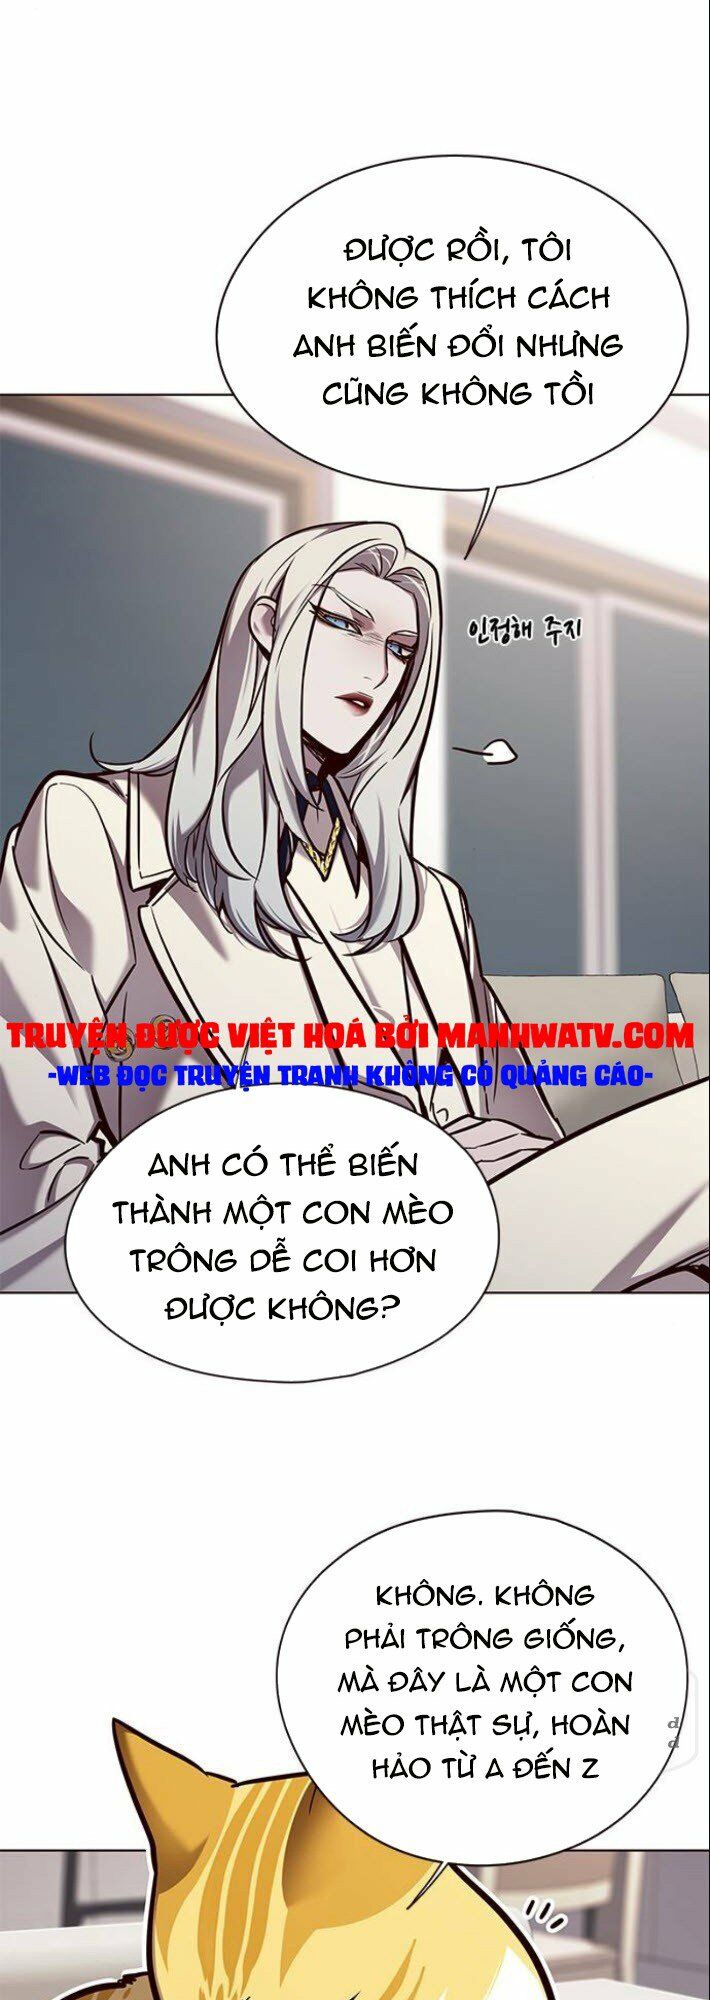 ĐƯỢC RỒI, TÔI
KHÔNG THÍCH CÁCH
ANH BIẾN ĐỔI NHƯNG
CŨNG KHÔNG TỒI
인정해 주지
TRUYỆN ĐƯỢC VIỆT HOÁ BỞI MANHWATV.COM
-WEB ĐỌC TRUYỆN TRANH KHÔNG CÓ QUẢNG CÁO-
ANH CÓ THỂ BIẾN
THÀNH MỘT CON MÈO
TRÔNG DỄ COI HƠN
ĐƯỢC KHÔNG?
KHÔNG. KHÔNG
PHẢI TRÔNG GIỐNG,
MÀ ĐÂY LÀ MỘT CON
MÈO THẬT SỰ, HOÀN
HẢO TỪ A ĐẾN Z
d
d